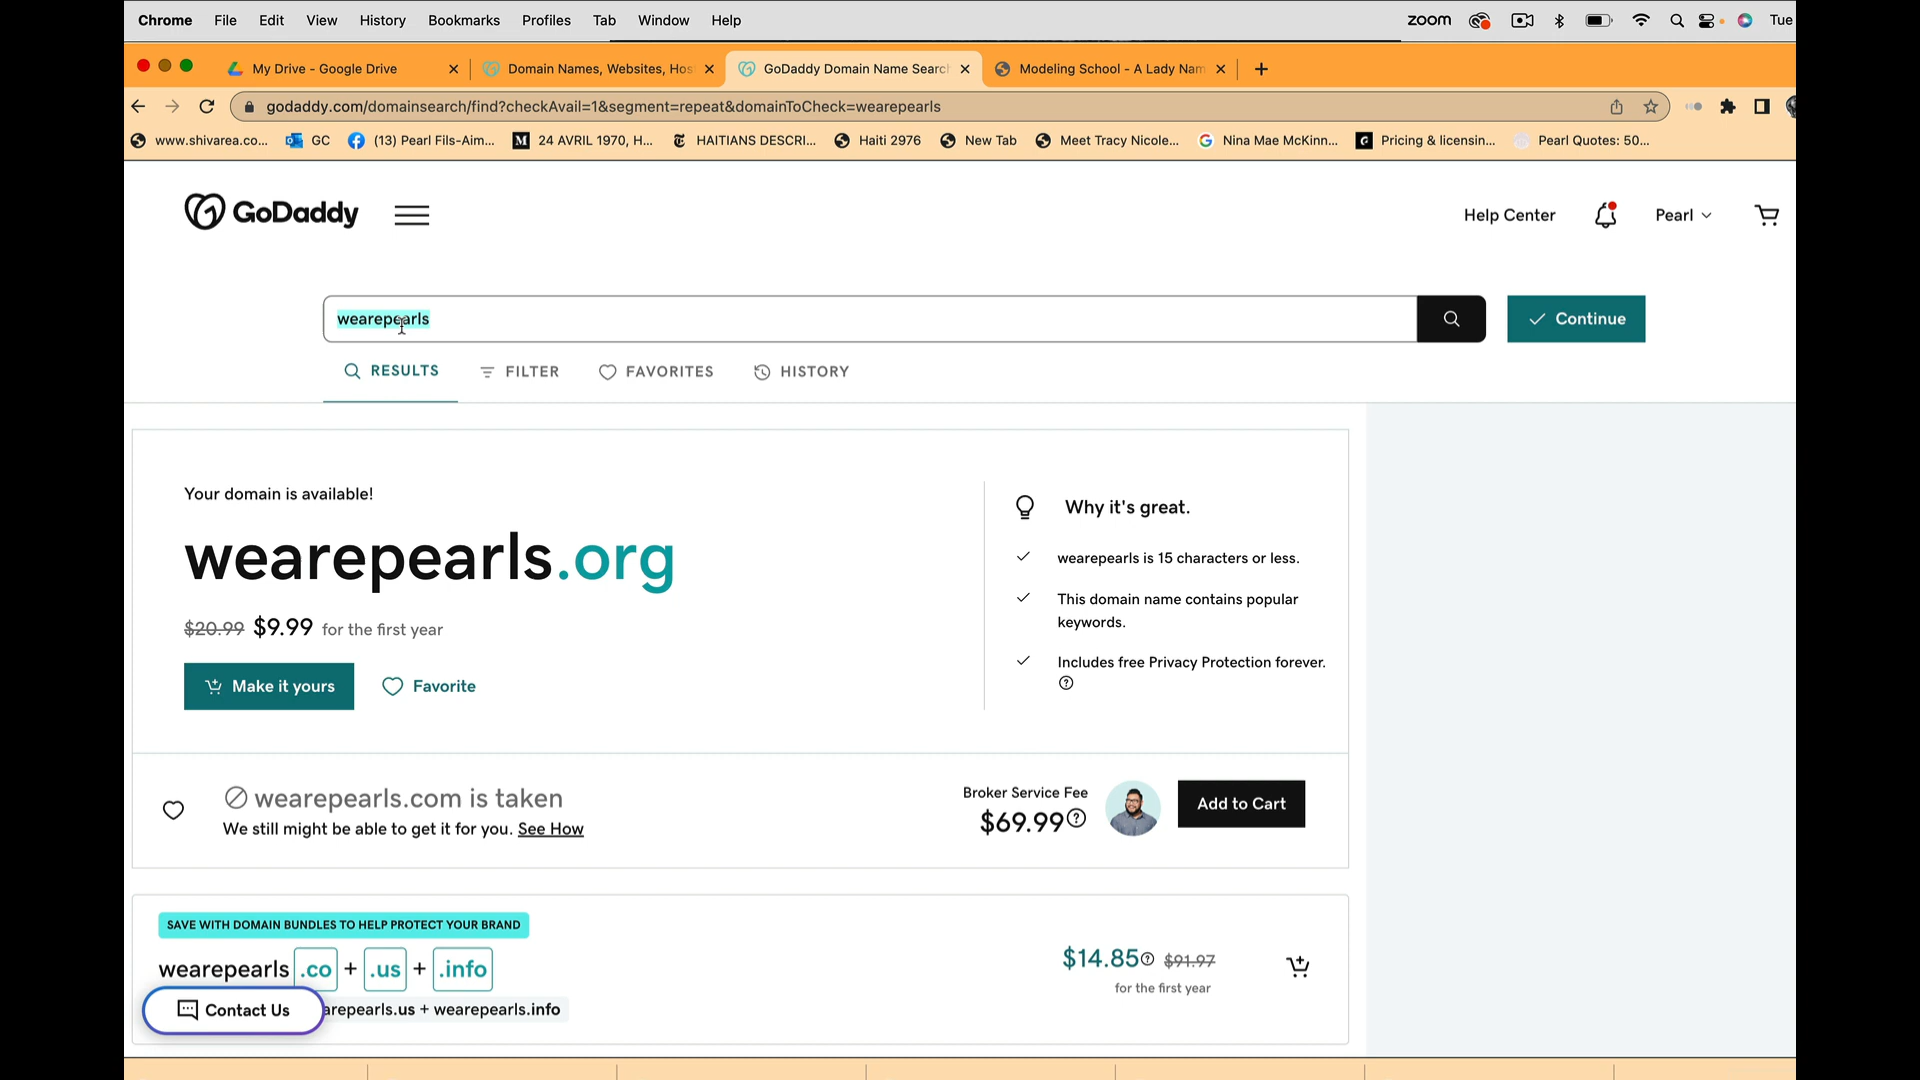 Chrome File Edit View History Bookmarks Profiles Tab Window Help zoom Tue
My Drive - Google Drive Domain Names, Websites, Hos GoDaddy Domain Name Search Modeling School - A Lady Nam
godaddy.com/domainsearch/find?checkAvail=1&segment=repeat&domainToCheck=wearepearls
www.shivarea.co... GC (13) Pearl Fils-Aim... 24 AVRIL 1970, H... HAITIANS DESCRI... Haiti 2976 New Tab Meet Tracy Nicole... Nina Mae McKinn... Pricing & licensin... Pearl Quotes: 50...
GoDaddy Help Center Pearl
wearepearls Continue
RESULTS FILTER FAVORITES HISTORY
Your domain is available!
wearepearls.org
$20.99 $9.99 for the first year
Make it yours Favorite
Why it's great.
wearepearls is 15 characters or less.
This domain name contains popular
keywords.
Includes free Privacy Protection forever.
wearepearls.com is taken
We still might be able to get it for you. See How
Broker Service Fee
$69.99
Add to Cart
SAVE WITH DOMAIN BUNDLES TO HELP PROTECT YOUR BRAND
wearepearls .co + .us + .info
$14.85 $91.97
for the first year
Contact Us
arepearls.us + wearepearls.info